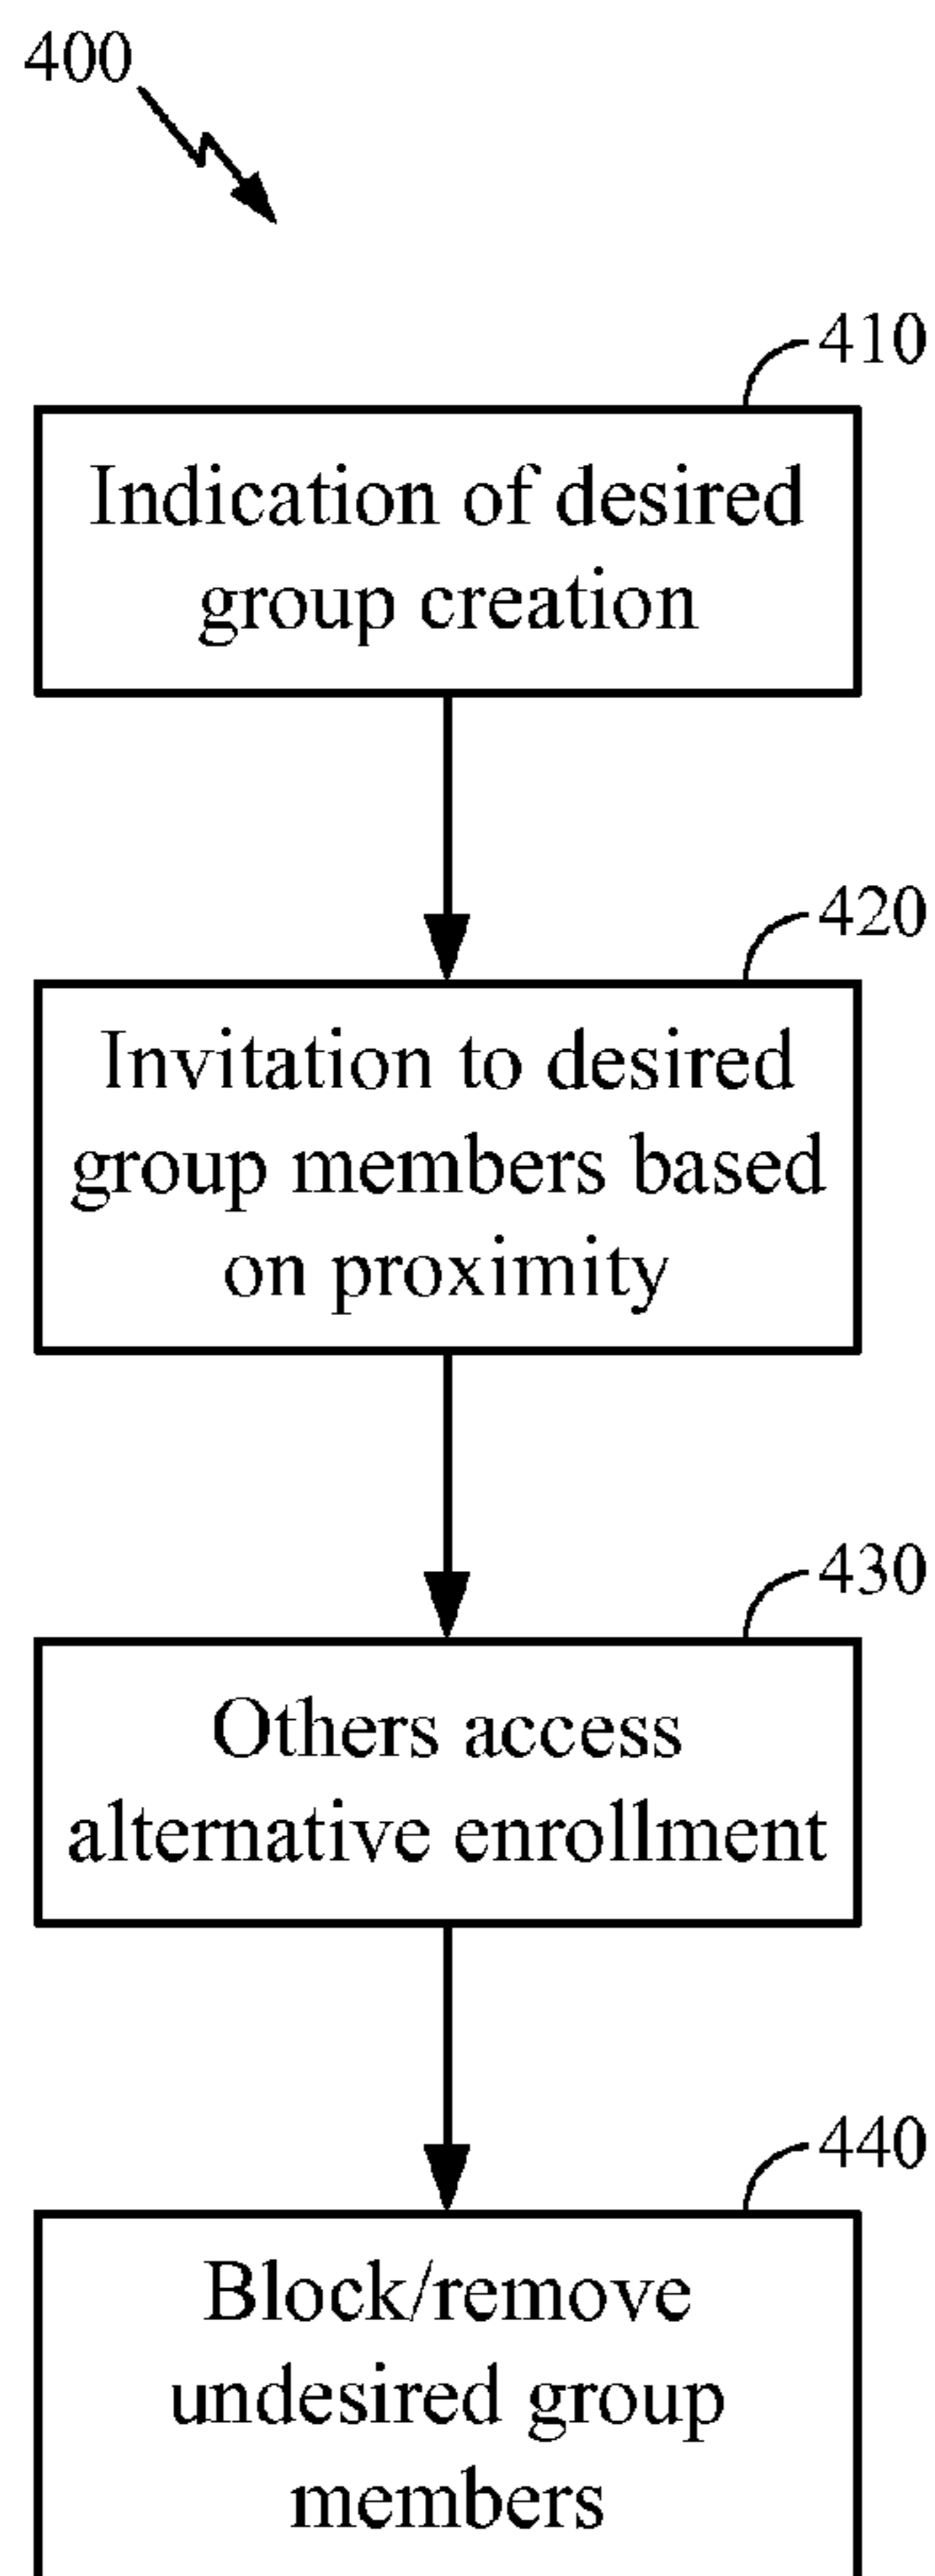 400
410
Indication of desired
group creation
420
Invitation to desired
group members based
on proximity
430
Others access
alternative enrollment
440
Block/remove
undesired group
members